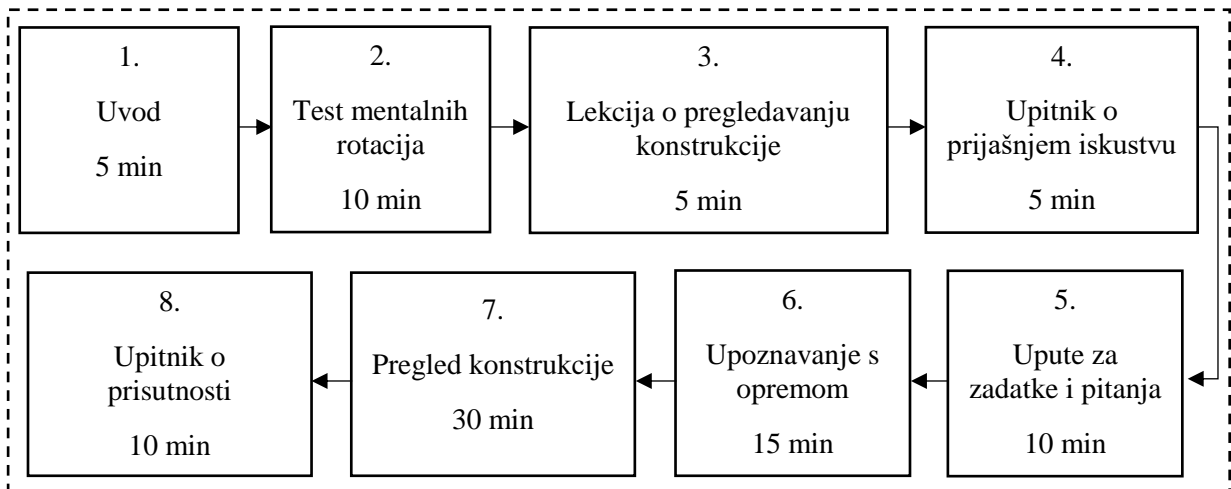 1.
Uvod
5 min
2.
Test mentalnih
rotacija
10 min
3.
Lekcija o pregledavanju
konstrukcije
5 min
4.
Upitnik o
prijašnjem iskustvu
5 min
5.
Upute za
zadatke i pitanja
10 min
6.
Upoznavanje s
opremom
15 min
7.
Pregled konstrukcije
30 min
8.
Upitnik o
prisutnosti
10 min